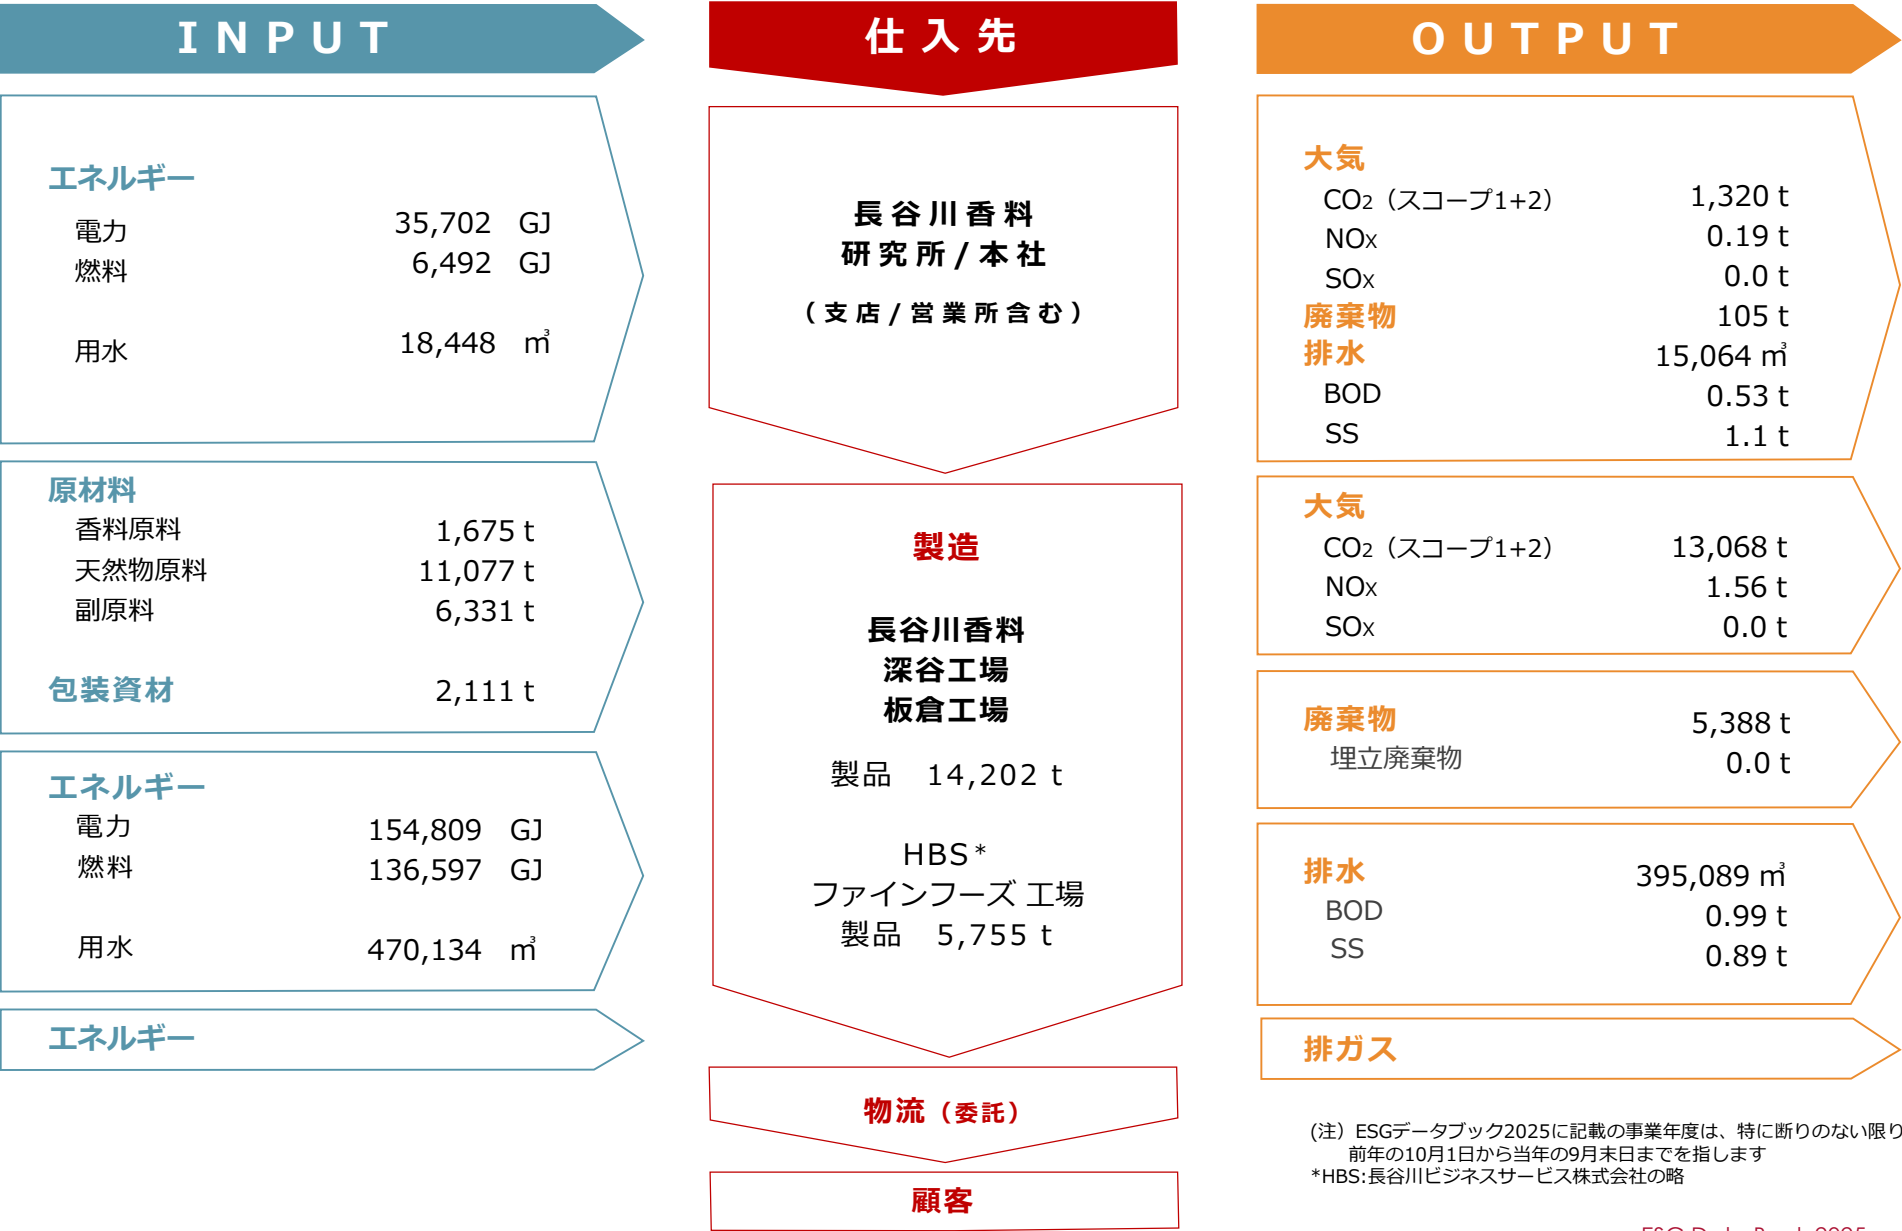 INPUT
エネルギー
電力 35,702 GJ
燃料 6,492 GJ
用水 18,448 ㎥
原材料
香料原料 1,675 t
天然物原料 11,077 t
副原料 6,331 t
包装資材 2,111 t
エネルギー
電力 154,809 GJ
燃料 136,597 GJ
用水 470,134 ㎥
エネルギー
仕入先
長谷川香料
研究所/本社
（支店/営業所含む）
製造
長谷川香料
深谷工場
板倉工場
製品 14,202 t
HBS*
ファインフーズ 工場
製品 5,755 t
物流（委託）
顧客
OUTPUT
大気
CO2（スコープ1+2） 1,320 t
NOX 0.19 t
SOX 0.0 t
廃棄物 105 t
排水 15,064 ㎥
BOD 0.53 t
SS 1.1 t
大気
CO2（スコープ1+2） 13,068 t
NOX 1.56 t
SOX 0.0 t
廃棄物 5,388 t
埋立廃棄物 0.0 t
排水 395,089 ㎥
BOD 0.99 t
SS 0.89 t
排ガス
(注）ESGデータブック2025に記載の事業年度は、特に断りのない限り
前年の10月1日から当年の9月末日までを指します
*HBS:長谷川ビジネスサービス株式会社の略